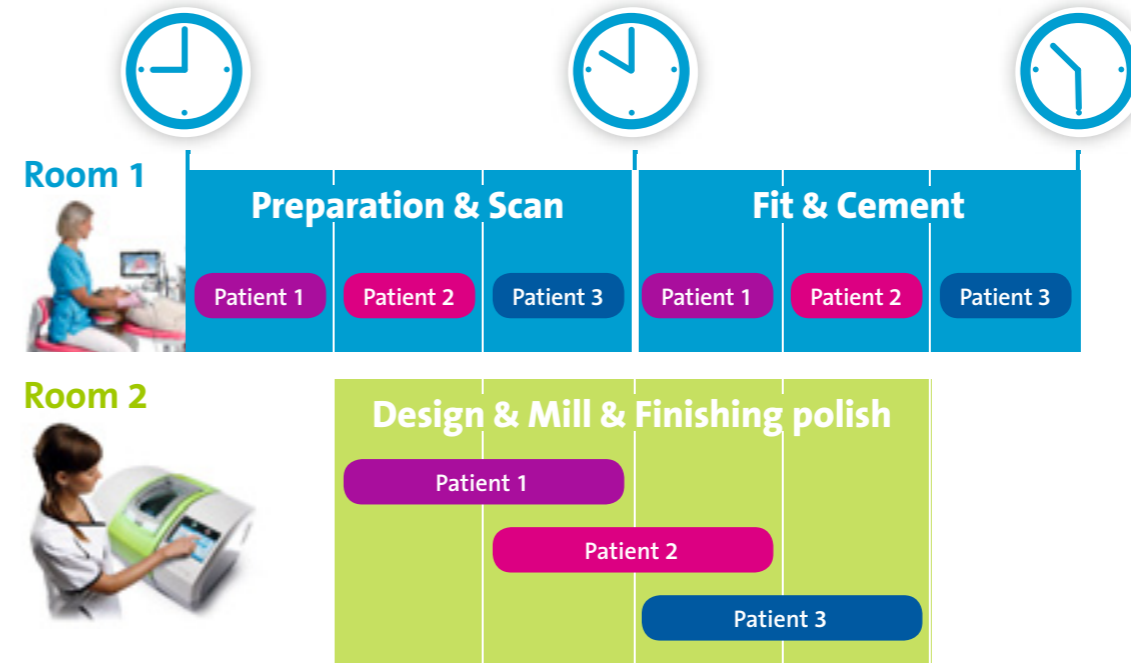 Room 1
Preparation & Scan
Fit & Cement
Patient 1
Patient 2
Patient 3
Patient 1
Patient 2
Patient 3
Room 2
Design & Mill & Finishing polish
Patient 1
Patient 2
Patient 3